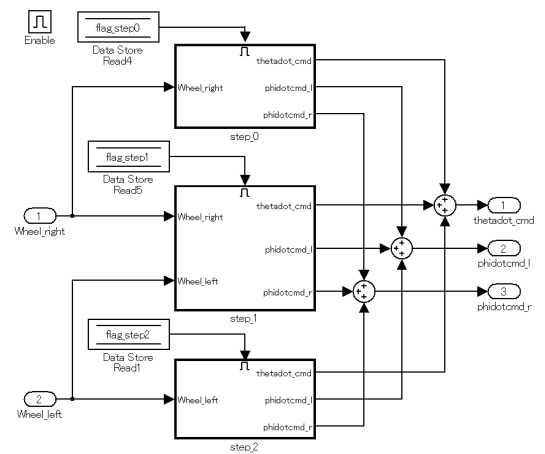 Enable
flag_step0
Data Store
Read4
Wheel_right
thetadot_cmd
phidotcmd_l
phidotcmd_r
step_0
flag_step1
Data Store
Read5
1
Wheel_right
Wheel_right
Wheel_left
thetadot_cmd
phidotcmd_l
phidotcmd_r
step_1
1
thetadot_cmd
2
phidotcmd_l
3
phidotcmd_r
flag_step2
Data Store
Read1
2
Wheel_left
Wheel_left
thetadot_cmd
phidotcmd_l
phidotcmd_r
step_2